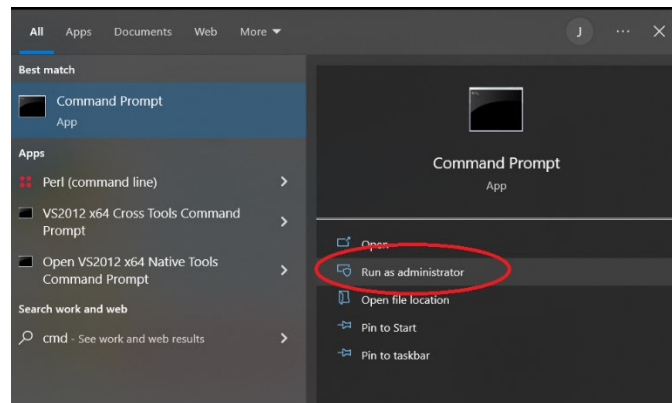 All Apps Documents Web More J ...
Best match
Command Prompt
App
Apps
Perl (command line)
VS2012 x64 Cross Tools Command
Prompt
Open VS2012 x64 Native Tools
Command Prompt
Search work and web
cmd - See work and web results
Command Prompt
App
Open
Run as administrator
Open file location
Pin to Start
Pin to taskbar